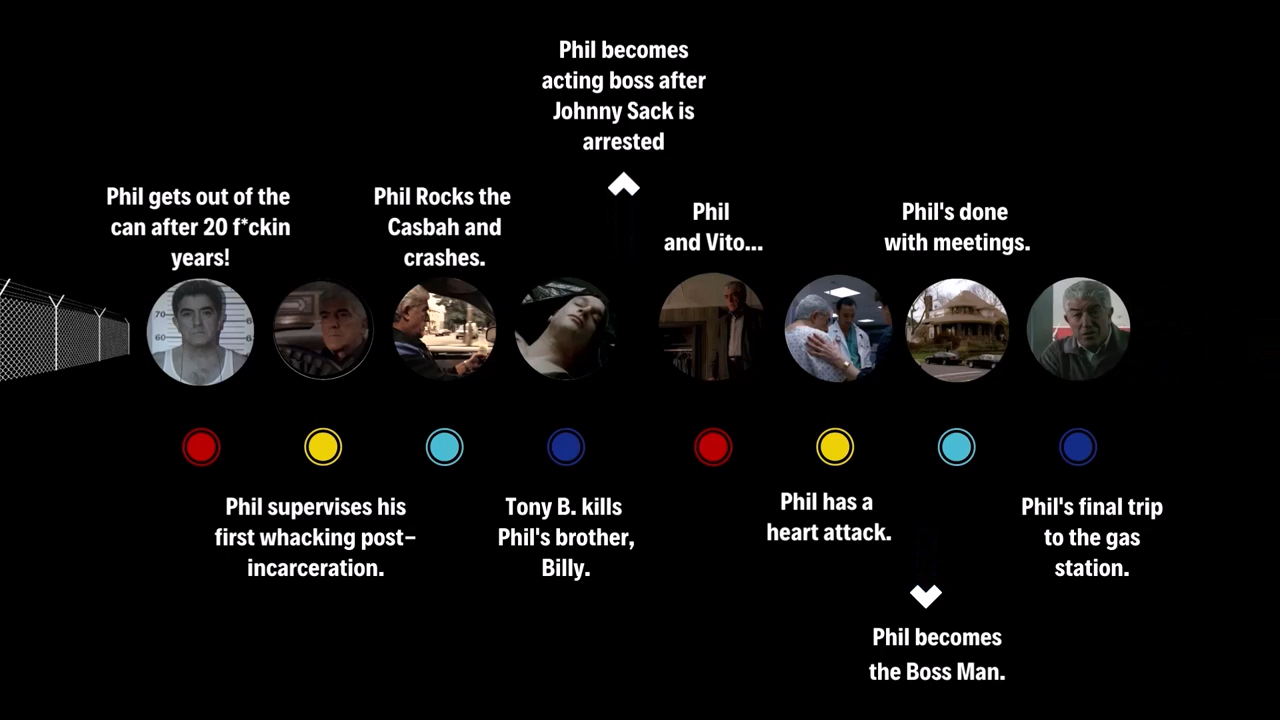 Phil becomes
acting boss after
Johnny Sack is
arrested
Phil gets out of the
can after 20 f*ckin
years!
Phil Rocks the
Casbah and
crashes.
Phil
and Vito...
Phil's done
with meetings.
70
60
6
Phil supervises his
first whacking post-
incarceration.
Tony B. kills
Phil's brother,
Billy.
Phil has a
heart attack.
Phil's final trip
to the gas
station.
Phil becomes
the Boss Man.